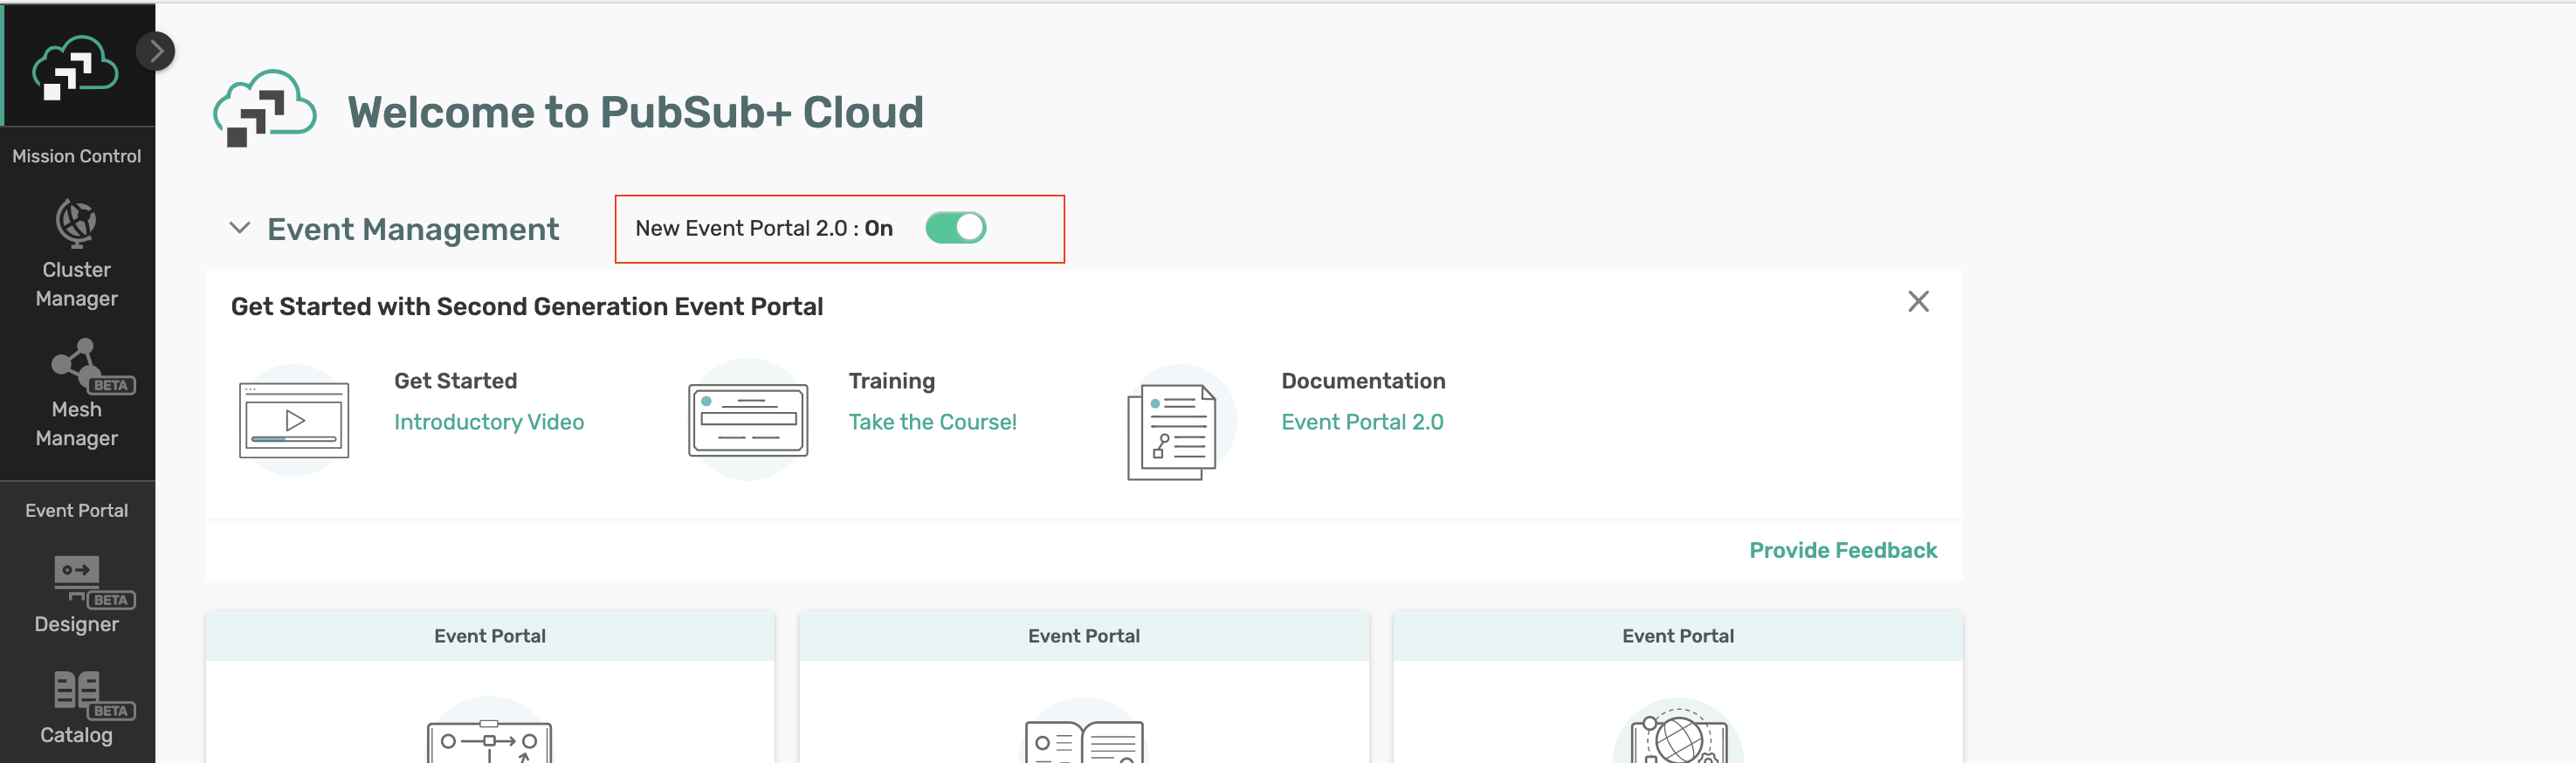 Welcome to PubSub+ Cloud
Mission Control
Cluster
Manager
BETA
Mesh
Manager
Event Portal
BETA
Designer
BETA
Catalog
Event Management
New Event Portal 2.0 : On
Get Started with Second Generation Event Portal
Get Started
Introductory Video
Training
Take the Course!
Documentation
Event Portal 2.0
Provide Feedback
Event Portal
Event Portal
Event Portal